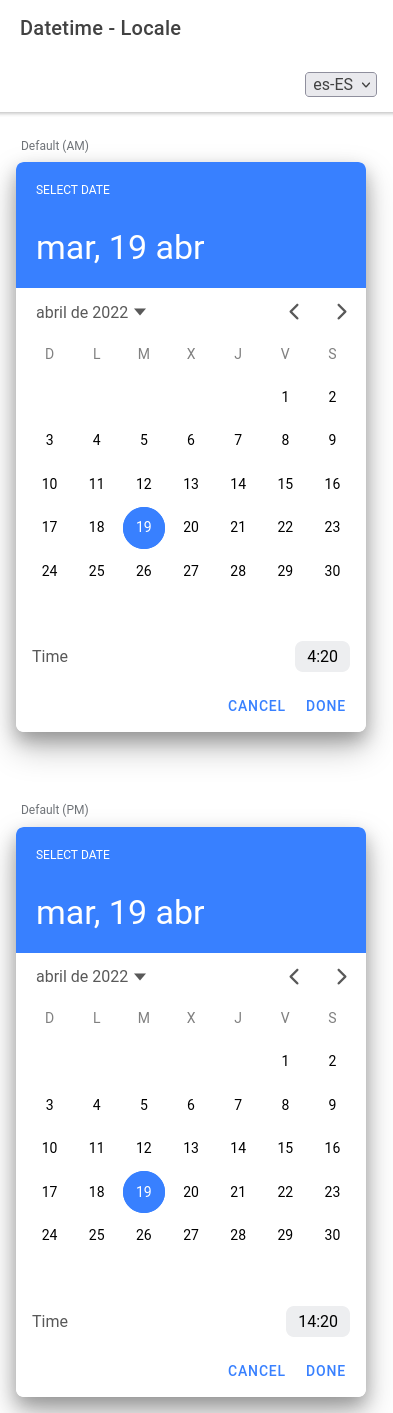 Datetime - Locale
es-ES
Default (AM)
SELECT DATE
mar, 19 abr
abril de 2022
D L M X J V S
1 2
3 4 5 6 7 8 9
10 11 12 13 14 15 16
17 18 19 20 21 22 23
24 25 26 27 28 29 30
Time 4:20
CANCEL DONE
Default (PM)
SELECT DATE
mar, 19 abr
abril de 2022
D L M X J V S
1 2
3 4 5 6 7 8 9
10 11 12 13 14 15 16
17 18 19 20 21 22 23
24 25 26 27 28 29 30
Time 14:20
CANCEL DONE